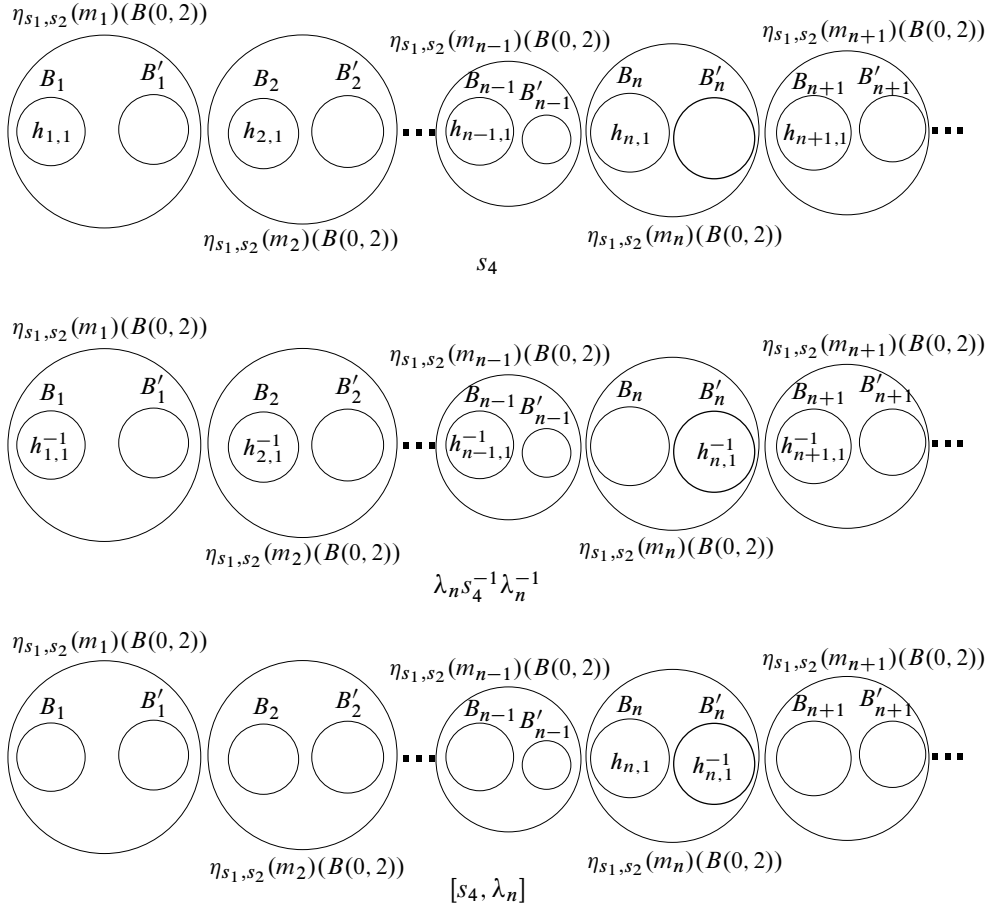 η_{s_1,s_2}(m_1)(B(0, 2))
η_{s_1,s_2}(m_{n−1})(B(0, 2)) η_{s_1,s_2}(m_{n+1})(B(0, 2))
B_1 B′_1 B_2 B′_2 B_{n−1} B′_{n−1} B_n B′_n B_{n+1} B′_{n+1}
h_{1,1} h_{2,1} h_{n−1,1} h_{n,1} h_{n+1,1}
η_{s_1,s_2}(m_2)(B(0, 2)) η_{s_1,s_2}(m_n)(B(0, 2))
s_4
η_{s_1,s_2}(m_1)(B(0, 2))
η_{s_1,s_2}(m_{n−1})(B(0, 2)) η_{s_1,s_2}(m_{n+1})(B(0, 2))
B_1 B′_1 B_2 B′_2 B_{n−1} B′_{n−1} B_n B′_n B_{n+1} B′_{n+1}
h_{1,1}^{−1} h_{2,1}^{−1} h_{n−1,1}^{−1} h_{n,1}^{−1} h_{n+1,1}^{−1}
η_{s_1,s_2}(m_2)(B(0, 2)) η_{s_1,s_2}(m_n)(B(0, 2))
λ_n s_4^{−1} λ_n^{−1}
η_{s_1,s_2}(m_1)(B(0, 2))
η_{s_1,s_2}(m_{n−1})(B(0, 2)) η_{s_1,s_2}(m_{n+1})(B(0, 2))
B_1 B′_1 B_2 B′_2 B_{n−1} B′_{n−1} B_n B′_n B_{n+1} B′_{n+1}
h_{n,1} h_{n,1}^{−1}
η_{s_1,s_2}(m_2)(B(0, 2)) η_{s_1,s_2}(m_n)(B(0, 2))
[s_4, λ_n]